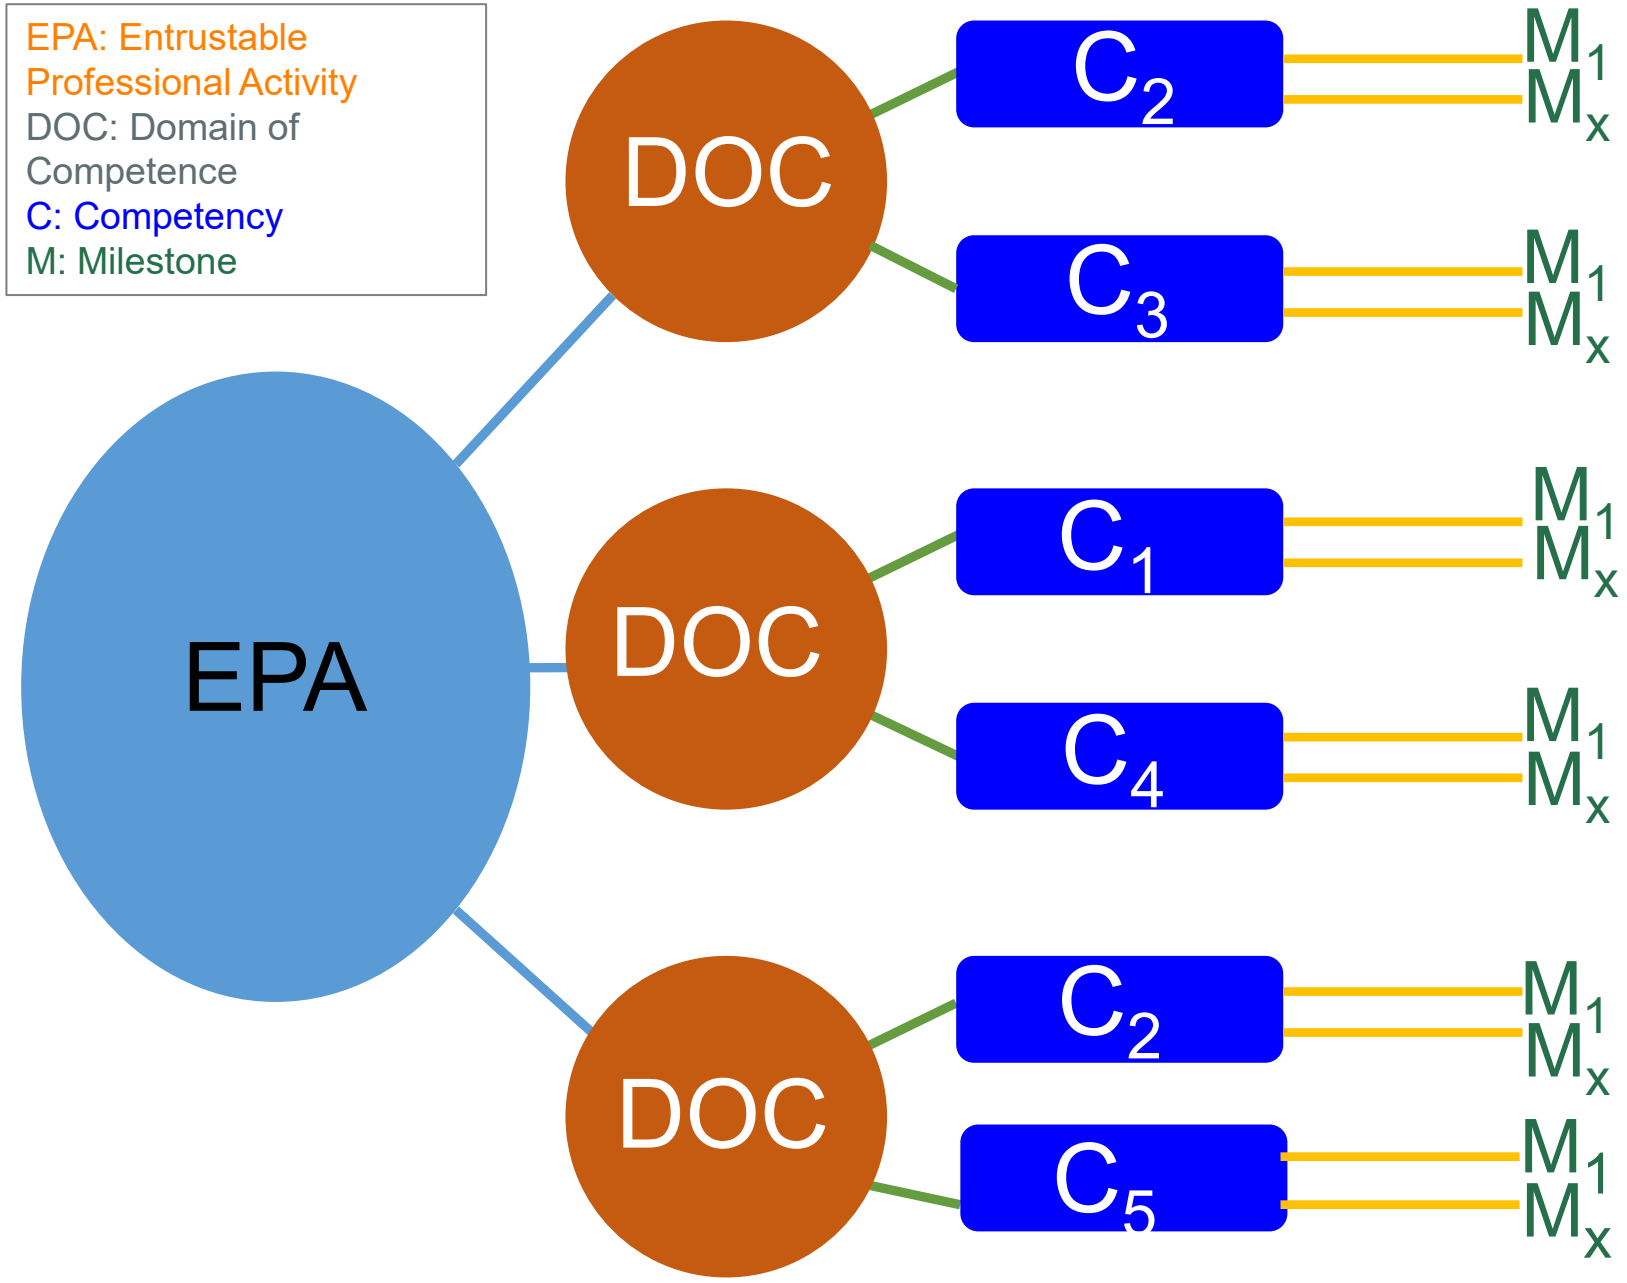 EPA: Entrustable
Professional Activity
DOC: Domain of
Competence
C: Competency
M: Milestone
EPA
DOC
C2
M1
Mx
C3
M1
Mx
DOC
C1
M1
Mx
C4
M1
Mx
DOC
C2
M1
Mx
C5
M1
Mx